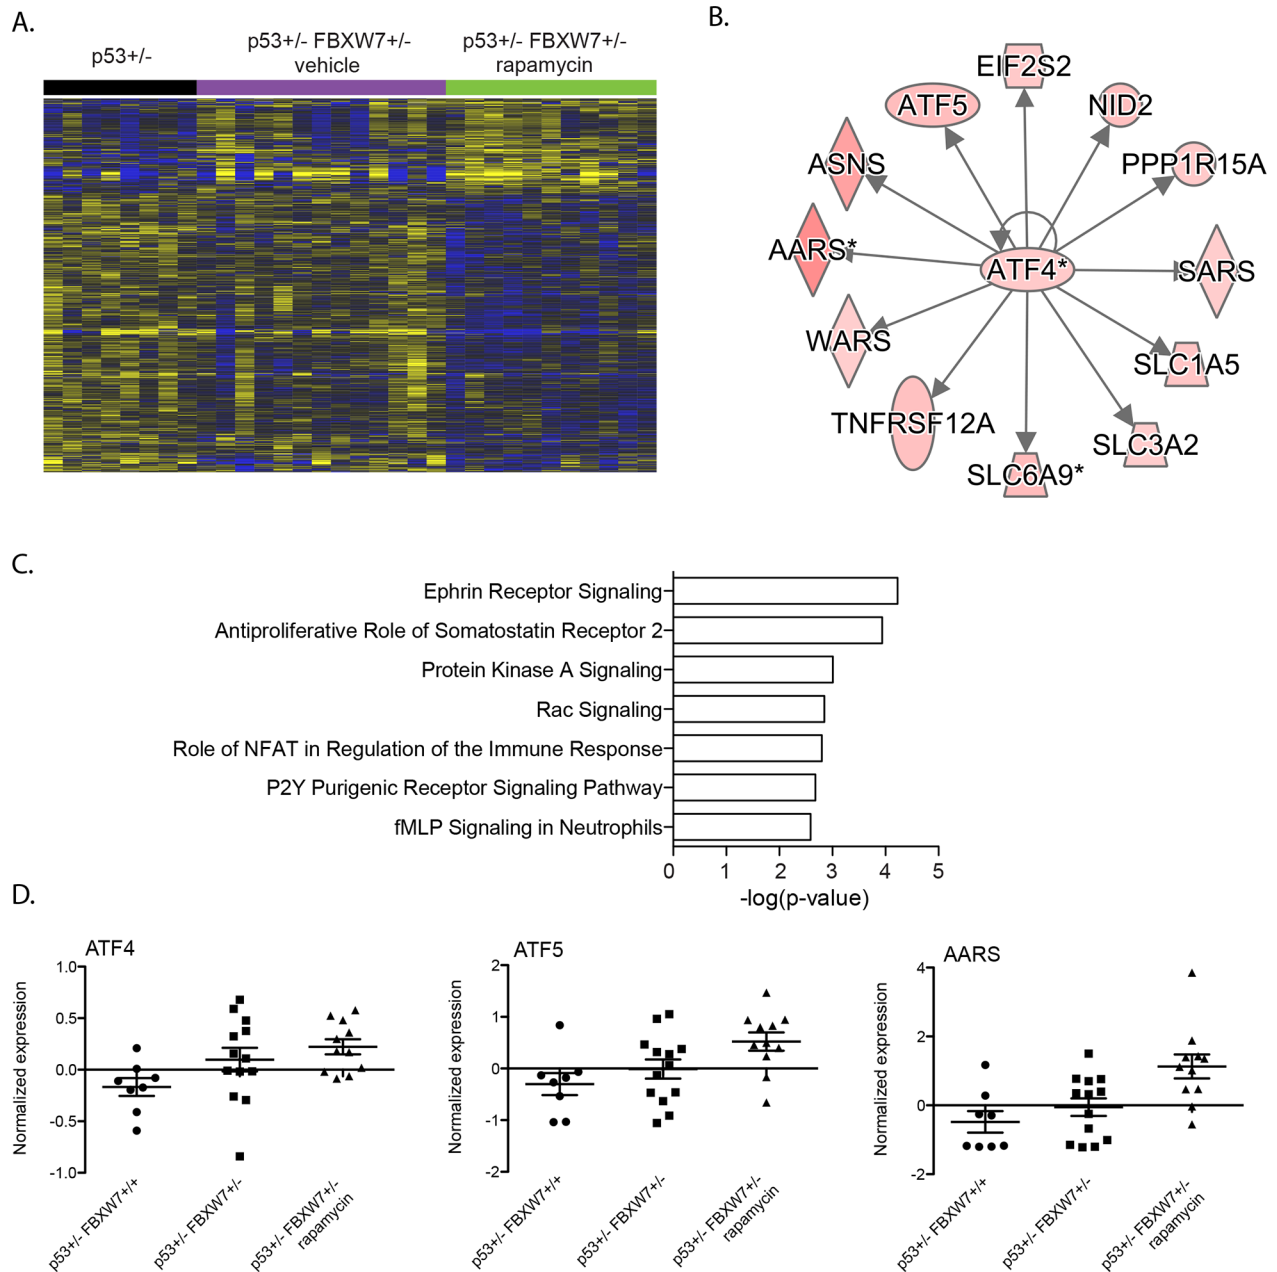 A.
p53+/-
p53+/- FBXW7+/-
vehicle
p53+/- FBXW7+/-
rapamycin
B.
EIF2S2
ATF5
NID2
ASNS
PPP1R15A
AARS*
ATF4*
SARS
WARS
SLC1A5
TNFRSF12A
SLC3A2
SLC6A9*
C.
Ephrin Receptor Signaling
Antiproliferative Role of Somatostatin Receptor 2
Protein Kinase A Signaling
Rac Signaling
Role of NFAT in Regulation of the Immune Response
P2Y Purigenic Receptor Signaling Pathway
fMLP Signaling in Neutrophils
0 1 2 3 4 5
-log(p-value)
D.
ATF4
Normalized expression
1.0
0.5
0.0
-0.5
-1.0
p53+/- FBXW7+/+
p53+/- FBXW7+/-
p53+/- FBXW7+/-
rapamycin
ATF5
Normalized expression
2
1
0
-1
-2
p53+/- FBXW7+/+
p53+/- FBXW7+/-
p53+/- FBXW7+/-
rapamycin
AARS
Normalized expression
4
2
0
-2
p53+/- FBXW7+/+
p53+/- FBXW7+/-
p53+/- FBXW7+/-
rapamycin